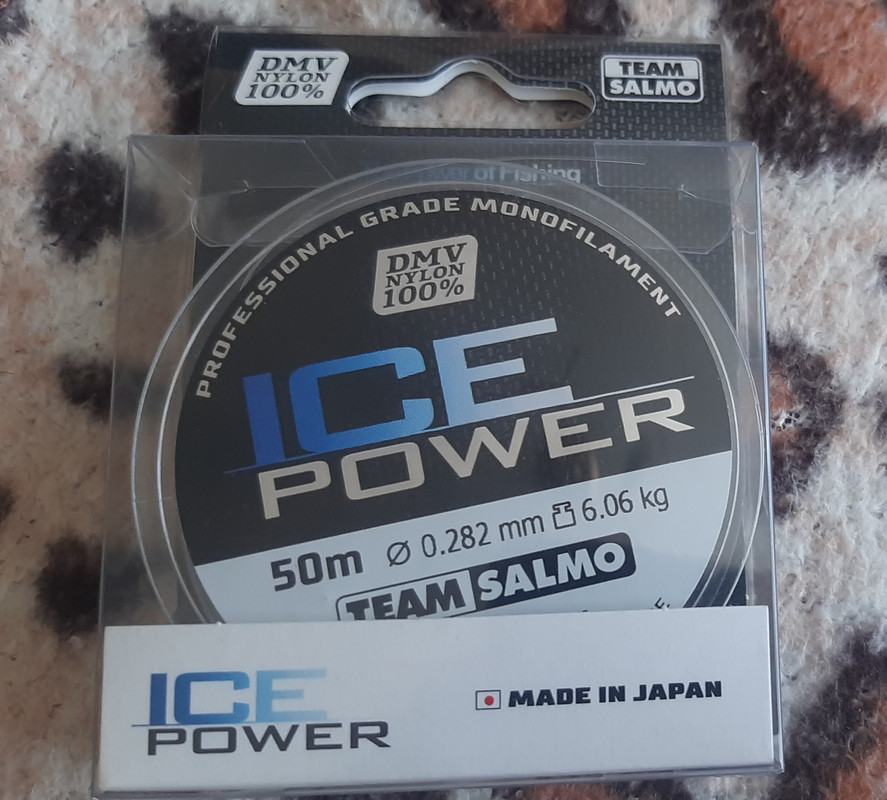 DMV
NYLON
100%
TEAM
SALMO
of Fishing
PROFESSIONAL GRADE MONOFILAMENT
DMV
NYLON
100%
ICE
POWER
50m Ø 0.282 mm 6.06 kg
TEAM SALMO
ICE
POWER
MADE IN JAPAN